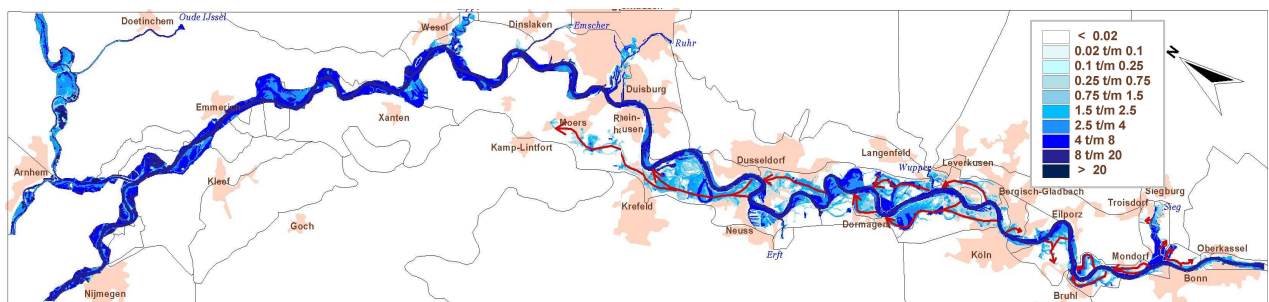 Doetinchem
Oude IJssel
Wesel
Dinslaken
Emscher
Ruhr
Duisburg
Emmerich
Xanten
Moers
Rhein-
husen
Kamp-Lintfort
Arnhem
Kleef
Goch
Nijmegen
Krefeld
Dusseldorf
Neuss
Erft
Langenfeld
Wupper
Leverkusen
Dormagen
Bergisch-Gladbach
Köln
Eilporz
Siegburg
Troisdorf
Sieg
Mondorf
Oberkassel
Bonn
Bruhl
N
< 0.02
0.02 t/m 0.1
0.1 t/m 0.25
0.25 t/m 0.75
0.75 t/m 1.5
1.5 t/m 2.5
2.5 t/m 4
4 t/m 8
8 t/m 20
> 20